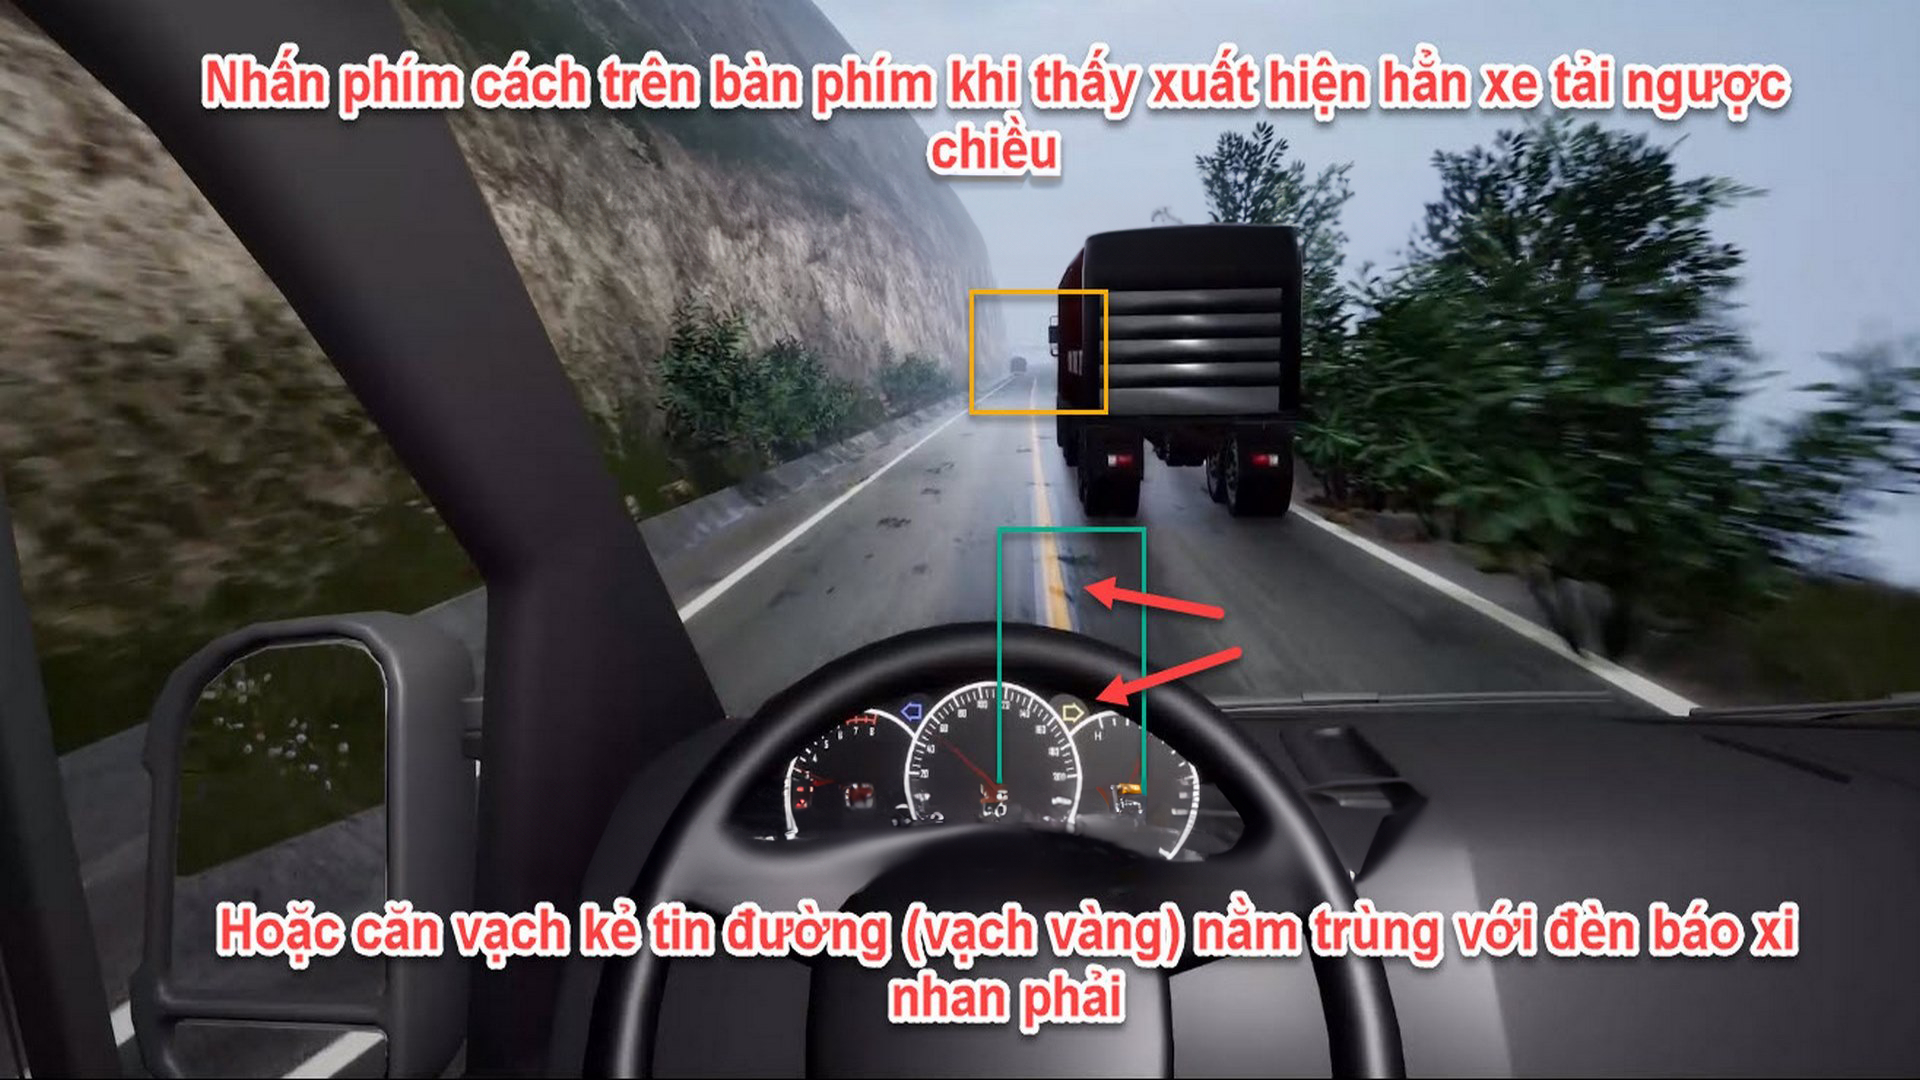 Nhấn phím cách trên bàn phím khi thấy xuất hiện hẳn xe tải ngược
chiều
Hoặc căn vạch kẻ tin đường (vạch vàng) nằm trùng với đèn báo xi
nhan phải